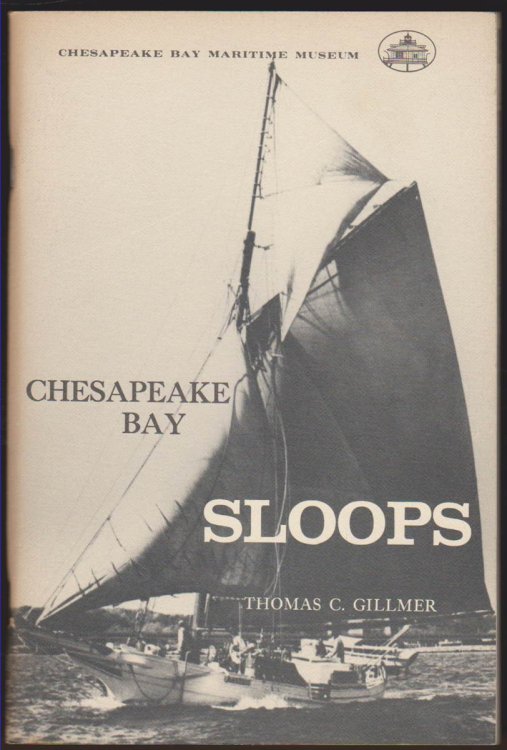 CHESAPEAKE BAY MARITIME MUSEUM
CHESAPEAKE
BAY
SLOOPS
THOMAS C. GILLMER